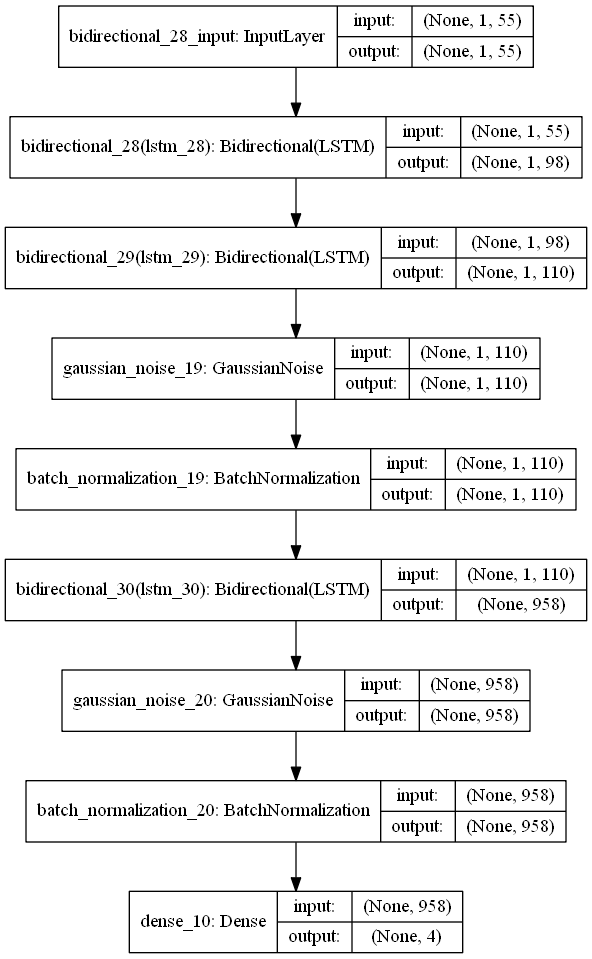 bidirectional_28_input: InputLayer
input: (None, 1, 55)
output: (None, 1, 55)
bidirectional_28(lstm_28): Bidirectional(LSTM)
input: (None, 1, 55)
output: (None, 1, 98)
bidirectional_29(lstm_29): Bidirectional(LSTM)
input: (None, 1, 98)
output: (None, 1, 110)
gaussian_noise_19: GaussianNoise
input: (None, 1, 110)
output: (None, 1, 110)
batch_normalization_19: BatchNormalization
input: (None, 1, 110)
output: (None, 1, 110)
bidirectional_30(lstm_30): Bidirectional(LSTM)
input: (None, 1, 110)
output: (None, 958)
gaussian_noise_20: GaussianNoise
input: (None, 958)
output: (None, 958)
batch_normalization_20: BatchNormalization
input: (None, 958)
output: (None, 958)
dense_10: Dense
input: (None, 958)
output: (None, 4)